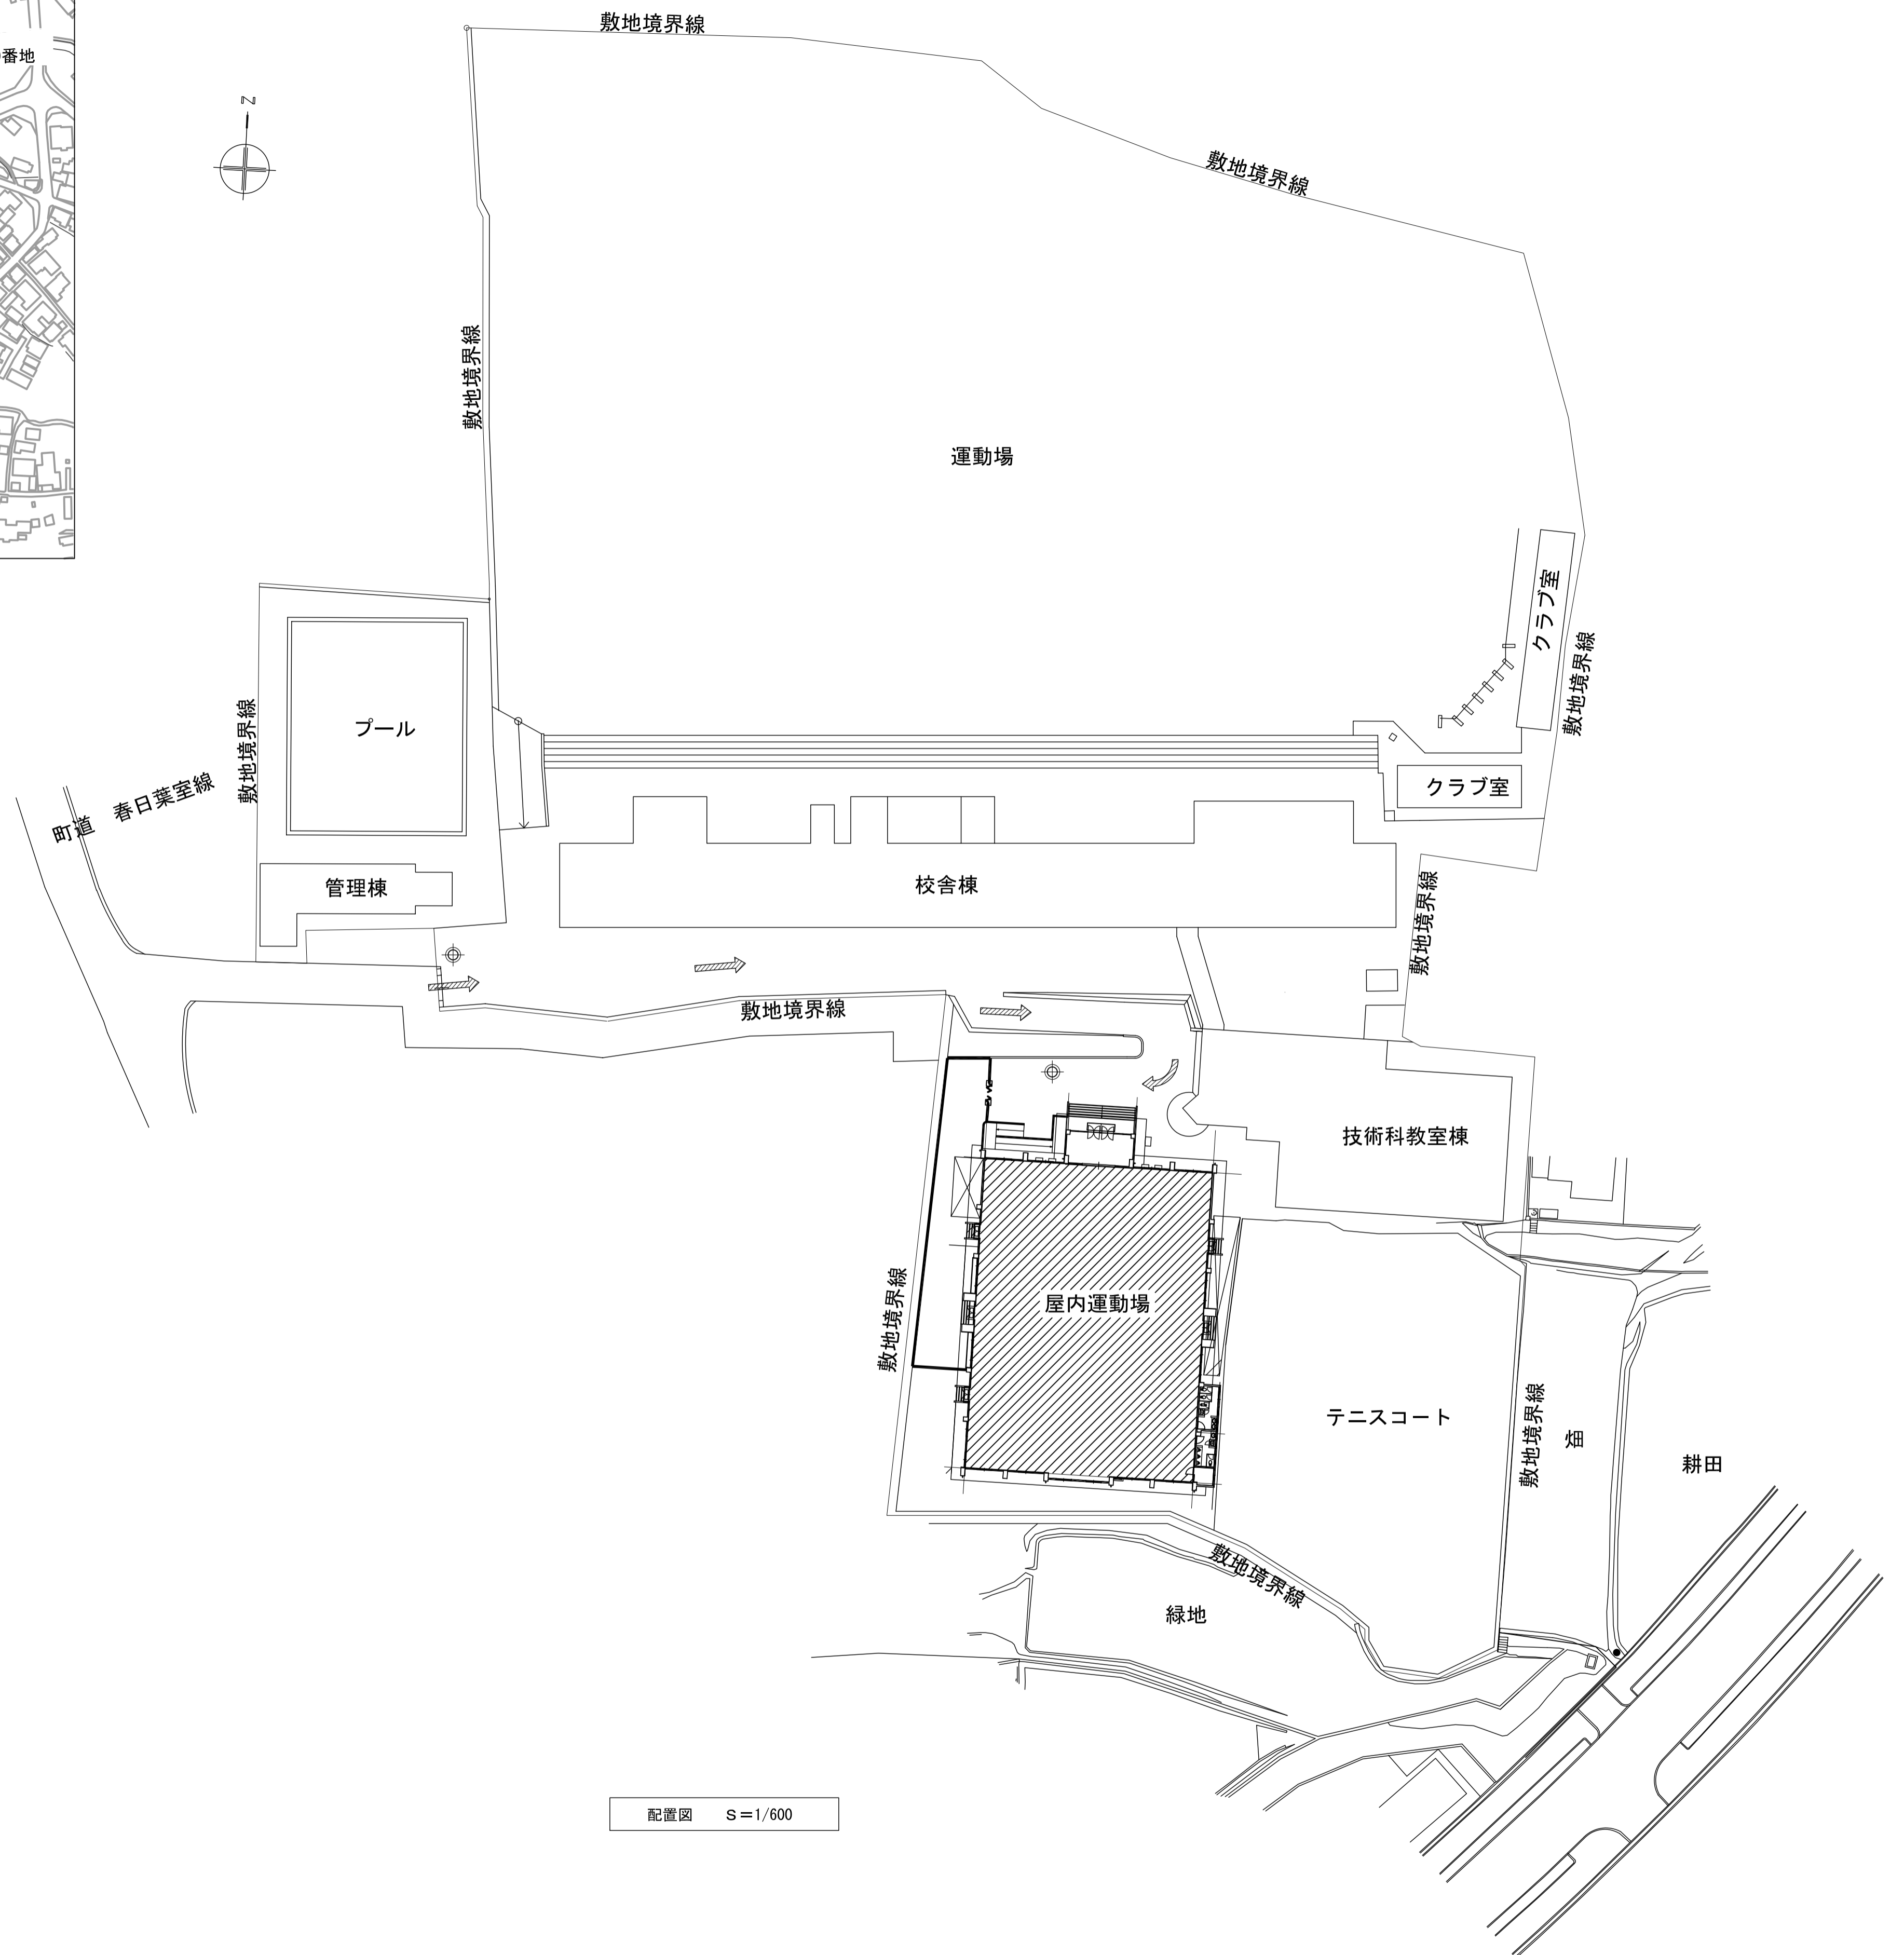 敷地境界線
番地
N
敷地境界線
敷地境界線
運動場
クラブ室
敷地境界線
敷地境界線
プール
町道　春日葉室線
クラブ室
管理棟
校舎棟
敷地境界線
敷地境界線
技術科教室棟
敷地境界線
屋内運動場
テニスコート
敷地境界線
畑
耕田
敷地境界線
緑地
配置図　S＝1/600